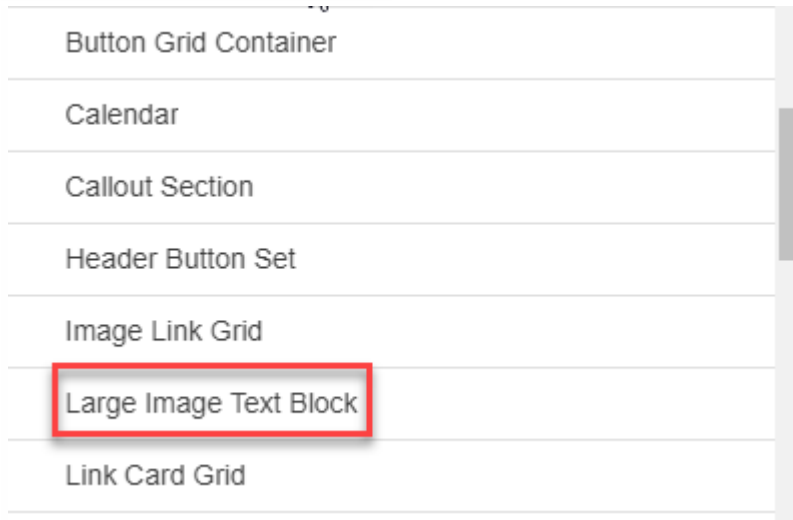 Button Grid Container
Calendar
Callout Section
Header Button Set
Image Link Grid
Large Image Text Block
Link Card Grid